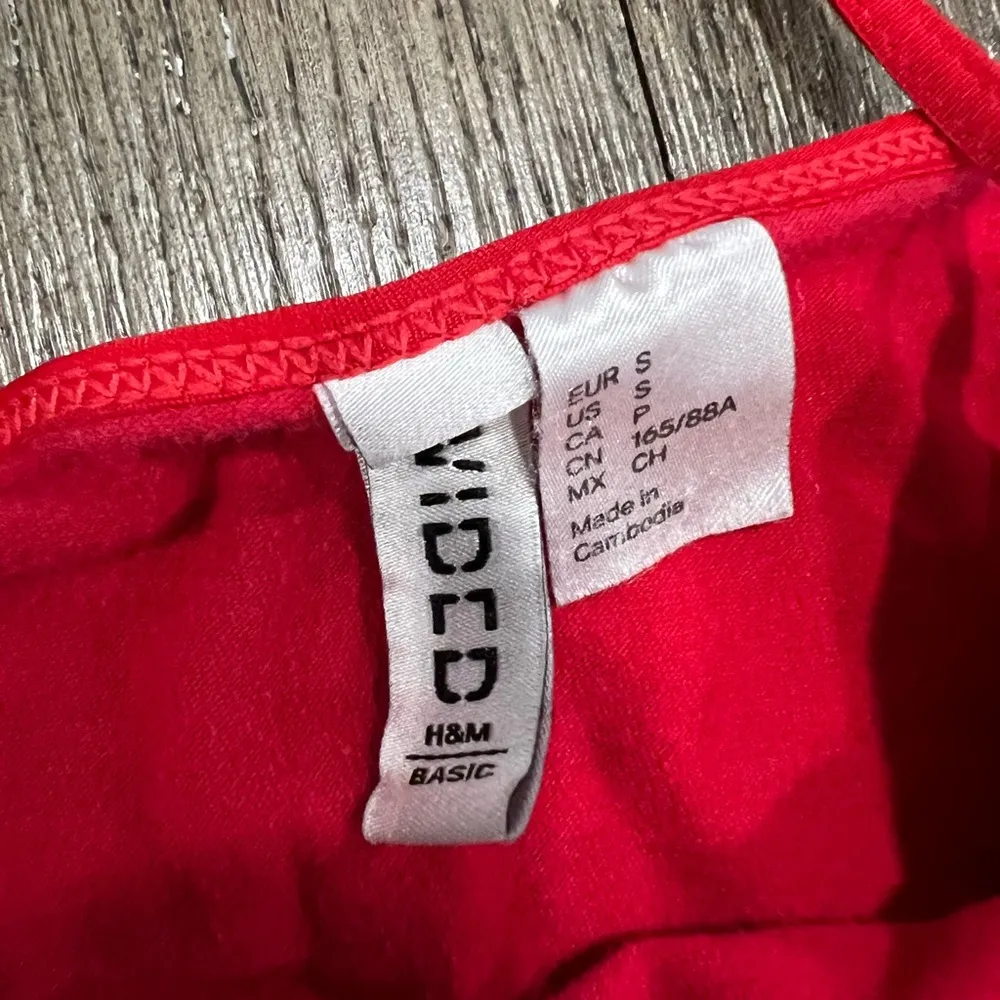 VIDED
H&M
BASIC
EUR S
US S
CA P
CN 165/88A
MX CH
Made in
Cambodia